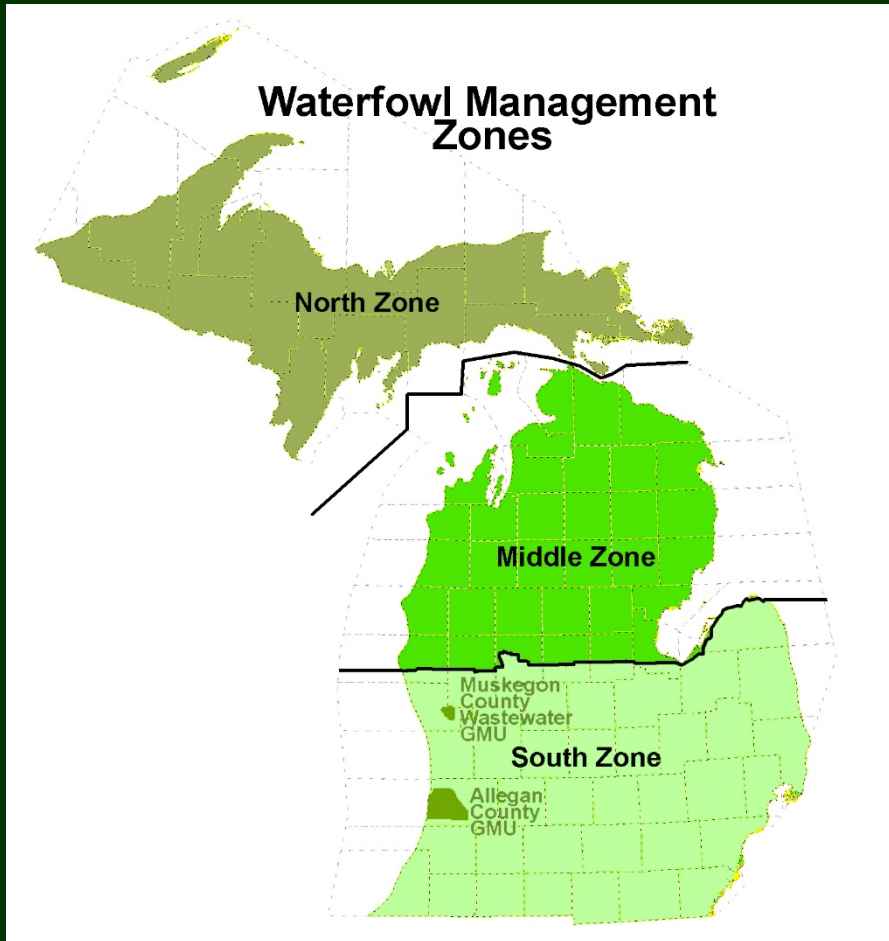 Waterfowl Management
Zones
North Zone
Middle Zone
Muskegon
County
Wastewater
GMU
South Zone
Allegan
County
GMU